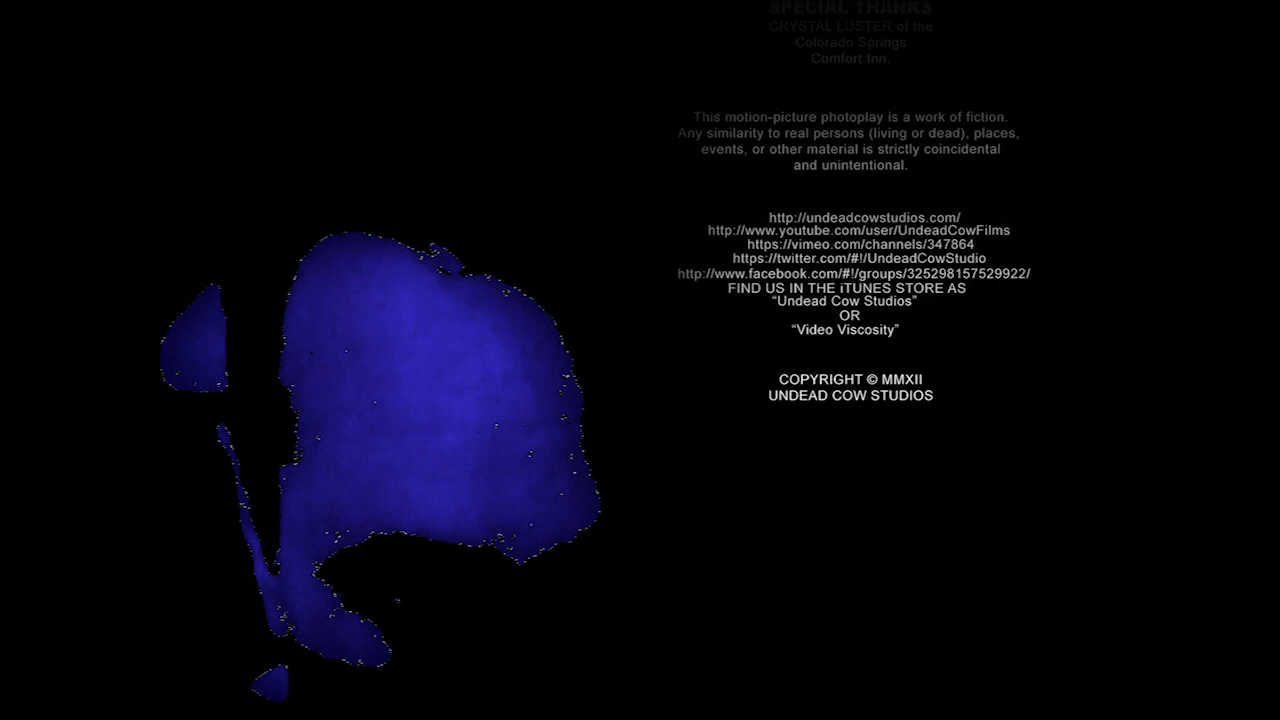 SPECIAL THANKS
CRYSTAL LUSTER of the
Colorado Springs
Comfort Inn.
This motion-picture photoplay is a work of fiction.
Any similarity to real persons (living or dead), places,
events, or other material is strictly coincidental
and unintentional.
http://undeadcowstudios.com/
http://www.youtube.com/user/UndeadCowFilms
https://vimeo.com/channels/347864
https://twitter.com/#!/UndeadCowStudio
http://www.facebook.com/#!/groups/325298157529922/
FIND US IN THE iTUNES STORE AS
“Undead Cow Studios”
OR
“Video Viscosity”
COPYRIGHT © MMXII
UNDEAD COW STUDIOS